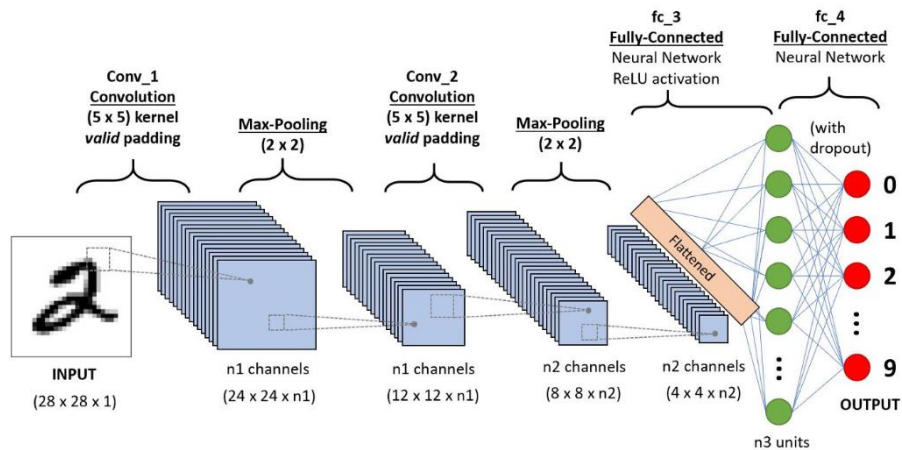 fc_3
Fully-Connected
Neural Network
ReLU activation
fc_4
Fully-Connected
Neural Network
Conv_1
Convolution
(5 x 5) kernel
valid padding
Max-Pooling
(2 x 2)
Conv_2
Convolution
(5 x 5) kernel
valid padding
Max-Pooling
(2 x 2)
(with
dropout)
Flattened
0
1
2
9
OUTPUT
2
INPUT
(28 x 28 x 1)
n1 channels
(24 x 24 x n1)
n1 channels
(12 x 12 x n1)
n2 channels
(8 x 8 x n2)
n2 channels
(4 x 4 x n2)
n3 units